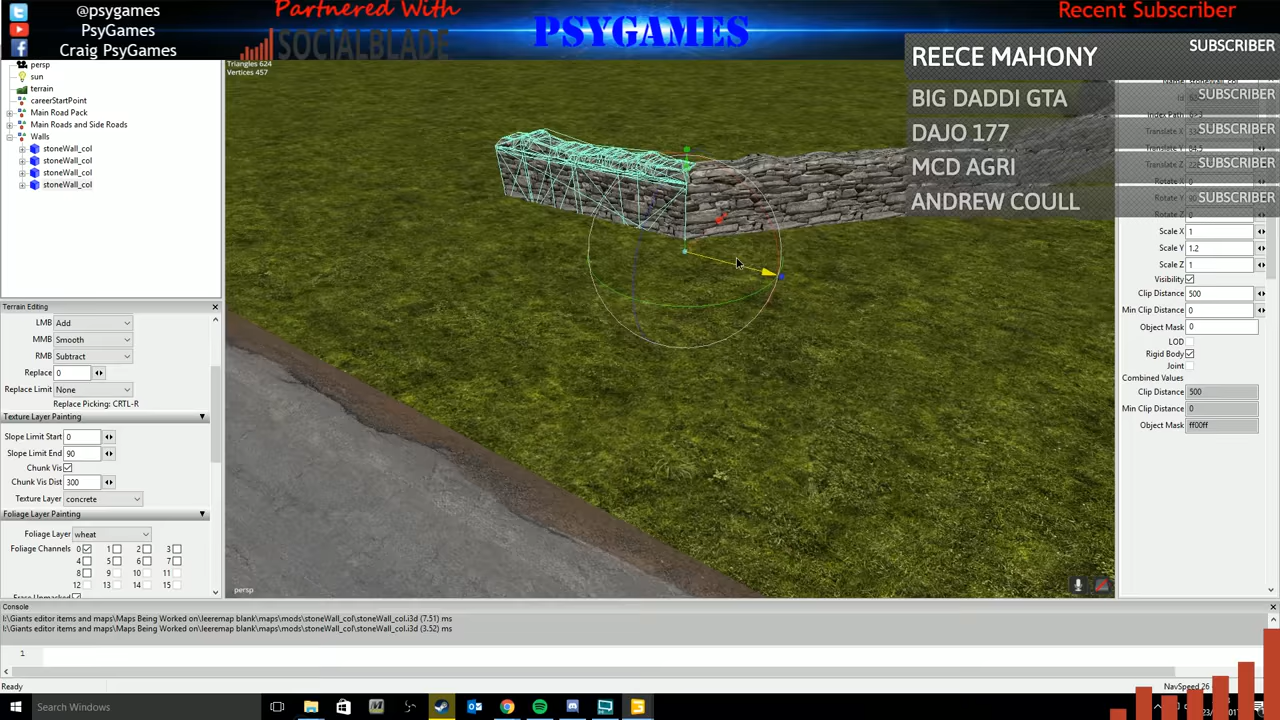 @psygames
PsyGames
Craig PsyGames
Partnered With
SOCIALBLADE
PSYGAMES
Recent Subscriber
REECE MAHONY SUBSCRIBER
BIG DADDI GTA SUBSCRIBER
DAJO 177 SUBSCRIBER
MCD AGRI SUBSCRIBER
ANDREW COULL SUBSCRIBER
persp
sun
terrain
careerStartPoint
Main Road Pack
Main Roads and Side Roads
Walls
stoneWall_col
stoneWall_col
stoneWall_col
stoneWall_col
Triangles 624
Vertices 457
Scale X 1
Scale Y 1.2
Scale Z 1
Visibility
Clip Distance 500
Min Clip Distance 0
Object Mask 0
LOD
Rigid Body
Joint
Combined Values
Clip Distance 500
Min Clip Distance 0
Object Mask ff00ff
Terrain Editing
LMB Add
MMB Smooth
RMB Subtract
Replace 0
Replace Limit None
Replace Picking: CRTL-R
Texture Layer Painting
Slope Limit Start 0
Slope Limit End 90
Chunk Vis
Chunk Vis Dist 300
Texture Layer concrete
Foliage Layer Painting
Foliage Layer wheat
Foliage Channels 0 1 2 3
4 5 6 7
8 9 10 11
12 13 14 15
persp
Console
I:\Giants editor items and maps\Maps Being Worked on\leeremap blank\maps\mods\stoneWall_col\stoneWall_col.i3d (7.51) ms
I:\Giants editor items and maps\Maps Being Worked on\leeremap blank\maps\mods\stoneWall_col\stoneWall_col.i3d (3.52) ms
1
Ready
NavSpeed 26
Search Windows